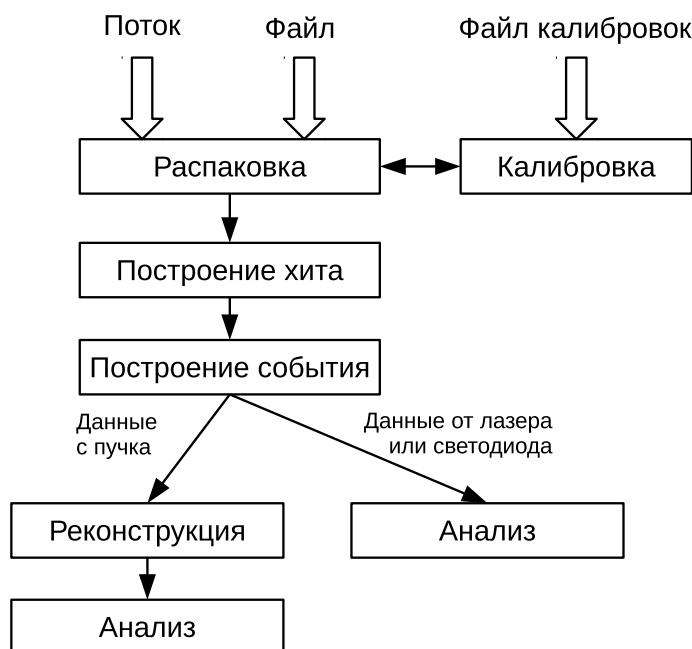 Поток
Файл
Файл калибровок
Распаковка
Калибровка
Построение хита
Построение события
Данные
с пучка
Данные от лазера
или светодиода
Реконструкция
Анализ
Анализ